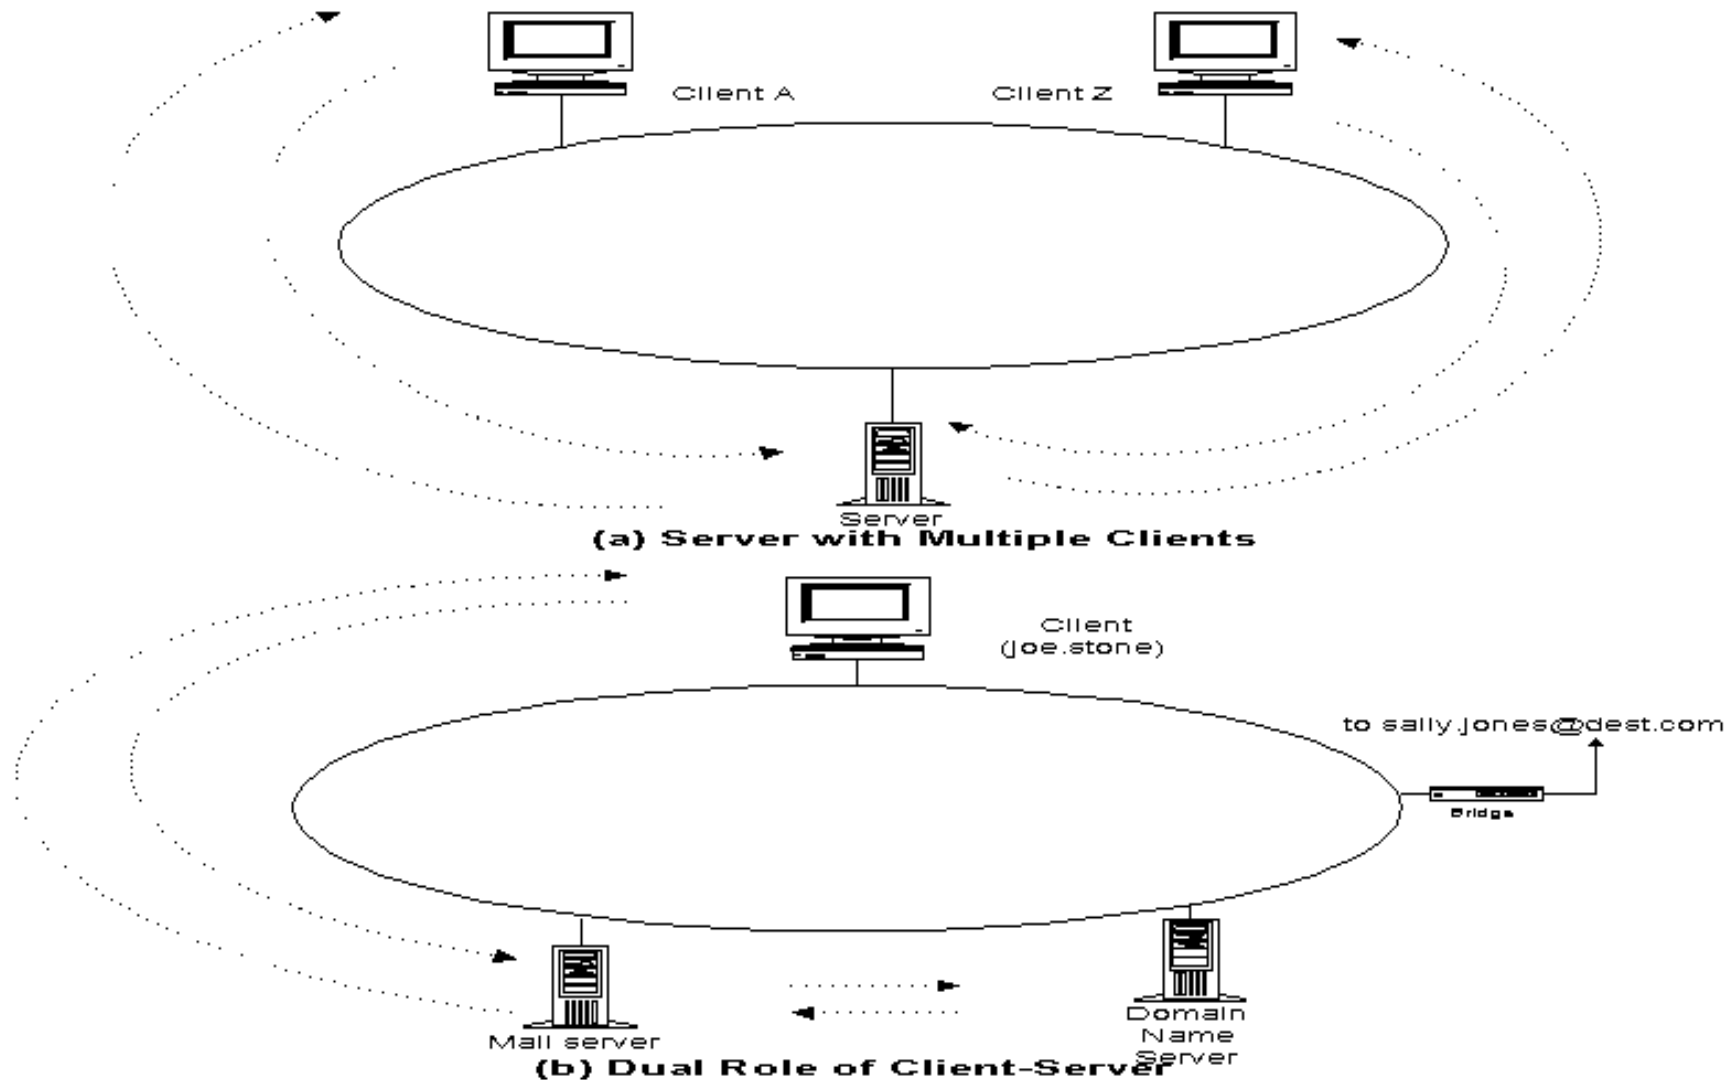 Client A
Client Z
Server
(a) Server with Multiple Clients
Client
(joe.stone)
to sally.jones@dest.com
Bridge
Mail server
Domain
Name
Server
(b) Dual Role of Client-Server